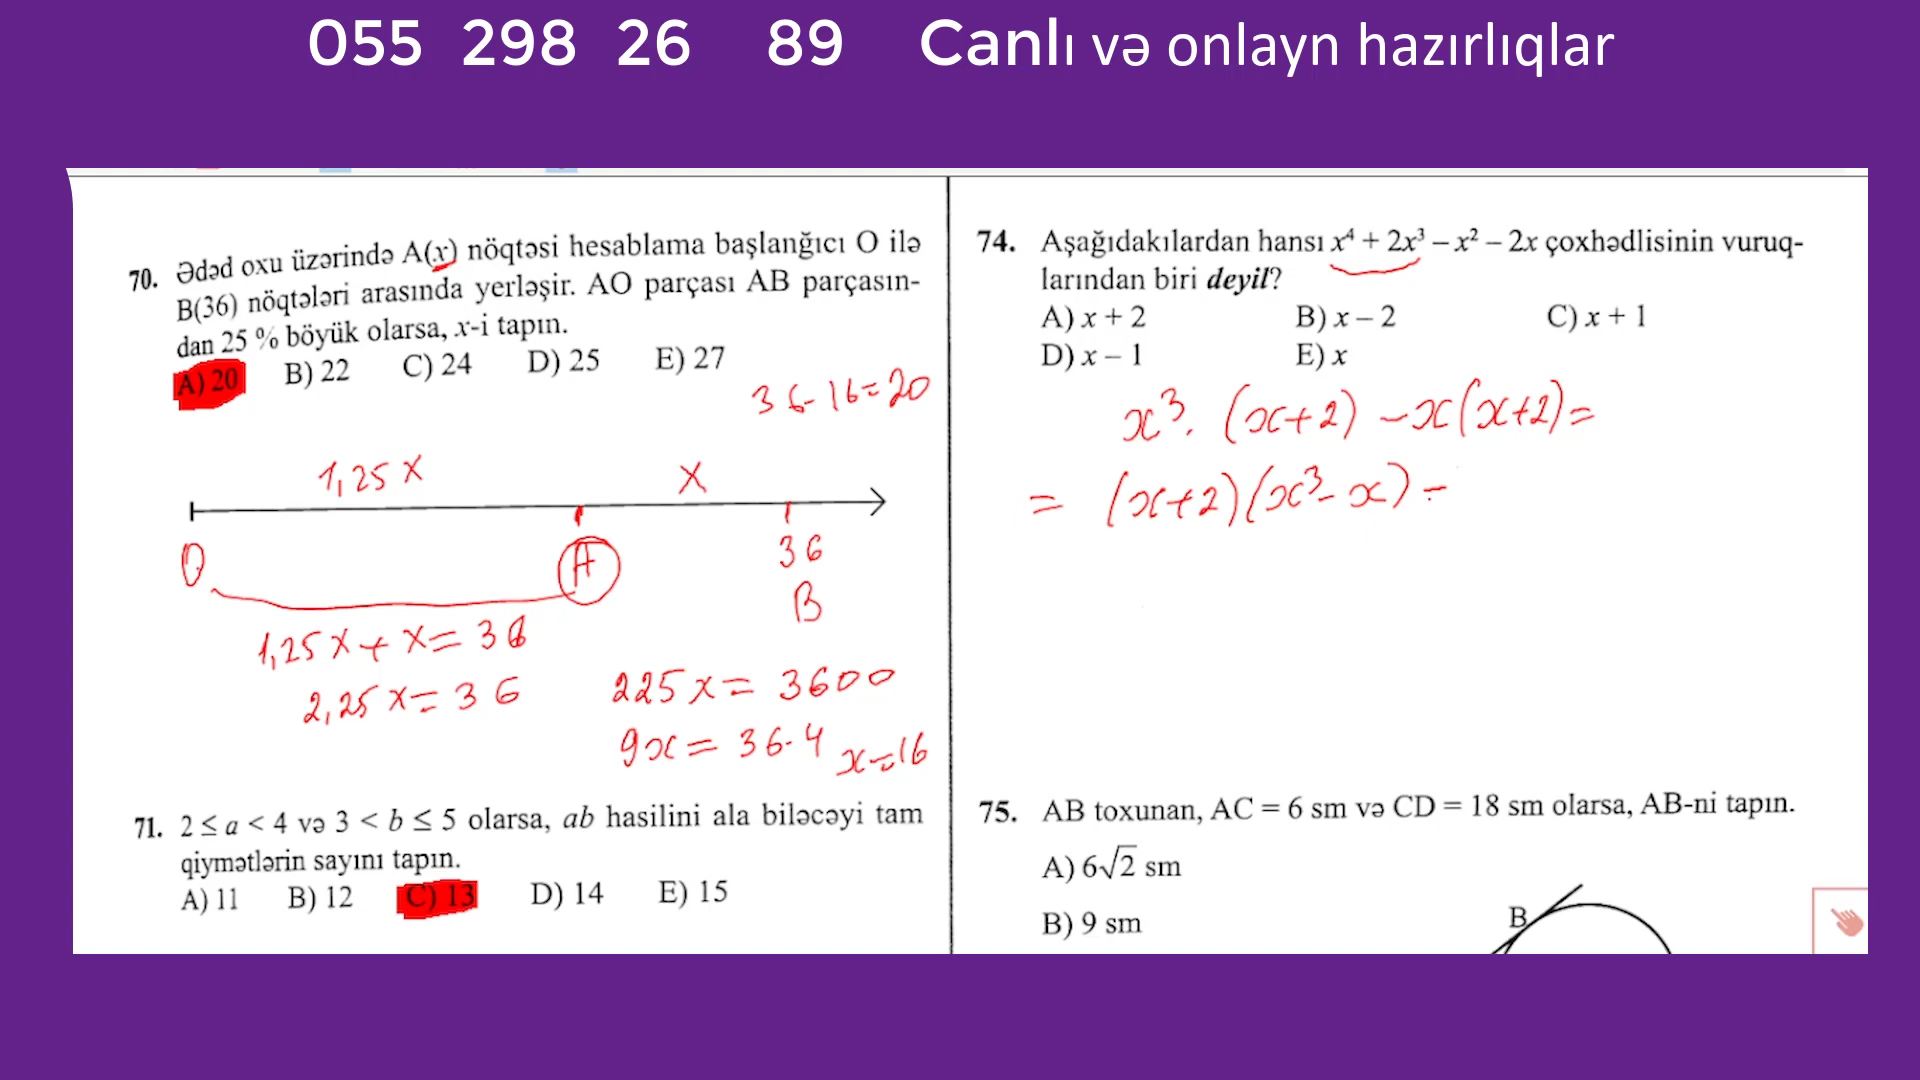 055 298 26 89 Canlı və onlayn hazırlıqlar
70. Ədəd oxu üzərində A(x) nöqtəsi hesablama başlanğıcı O ilə
B(36) nöqtələri arasında yerləşir. AO parçası AB parçasın-
dan 25 % böyük olarsa, x-i tapın.
A) 20 B) 22 C) 24 D) 25 E) 27
36-16=20
1,25 x x
O A 36
B
1,25x + x = 36
2,25x = 36
225x = 3600
9x = 36·4 x=16
71. 2 ≤ a < 4 və 3 < b ≤ 5 olarsa, ab hasilini ala biləcəyi tam
qiymətlərin sayını tapın.
A) 11 B) 12 C) 13 D) 14 E) 15
74. Aşağıdakılardan hansı x⁴ + 2x³ – x² – 2x çoxhədlisinin vuruq-
larından biri deyil?
A) x + 2 B) x – 2 C) x + 1
D) x – 1 E) x
x³·(x+2) -x(x+2)=
= (x+2)(x³-x) -
75. AB toxunan, AC = 6 sm və CD = 18 sm olarsa, AB-ni tapın.
A) 6√2 sm
B) 9 sm
B